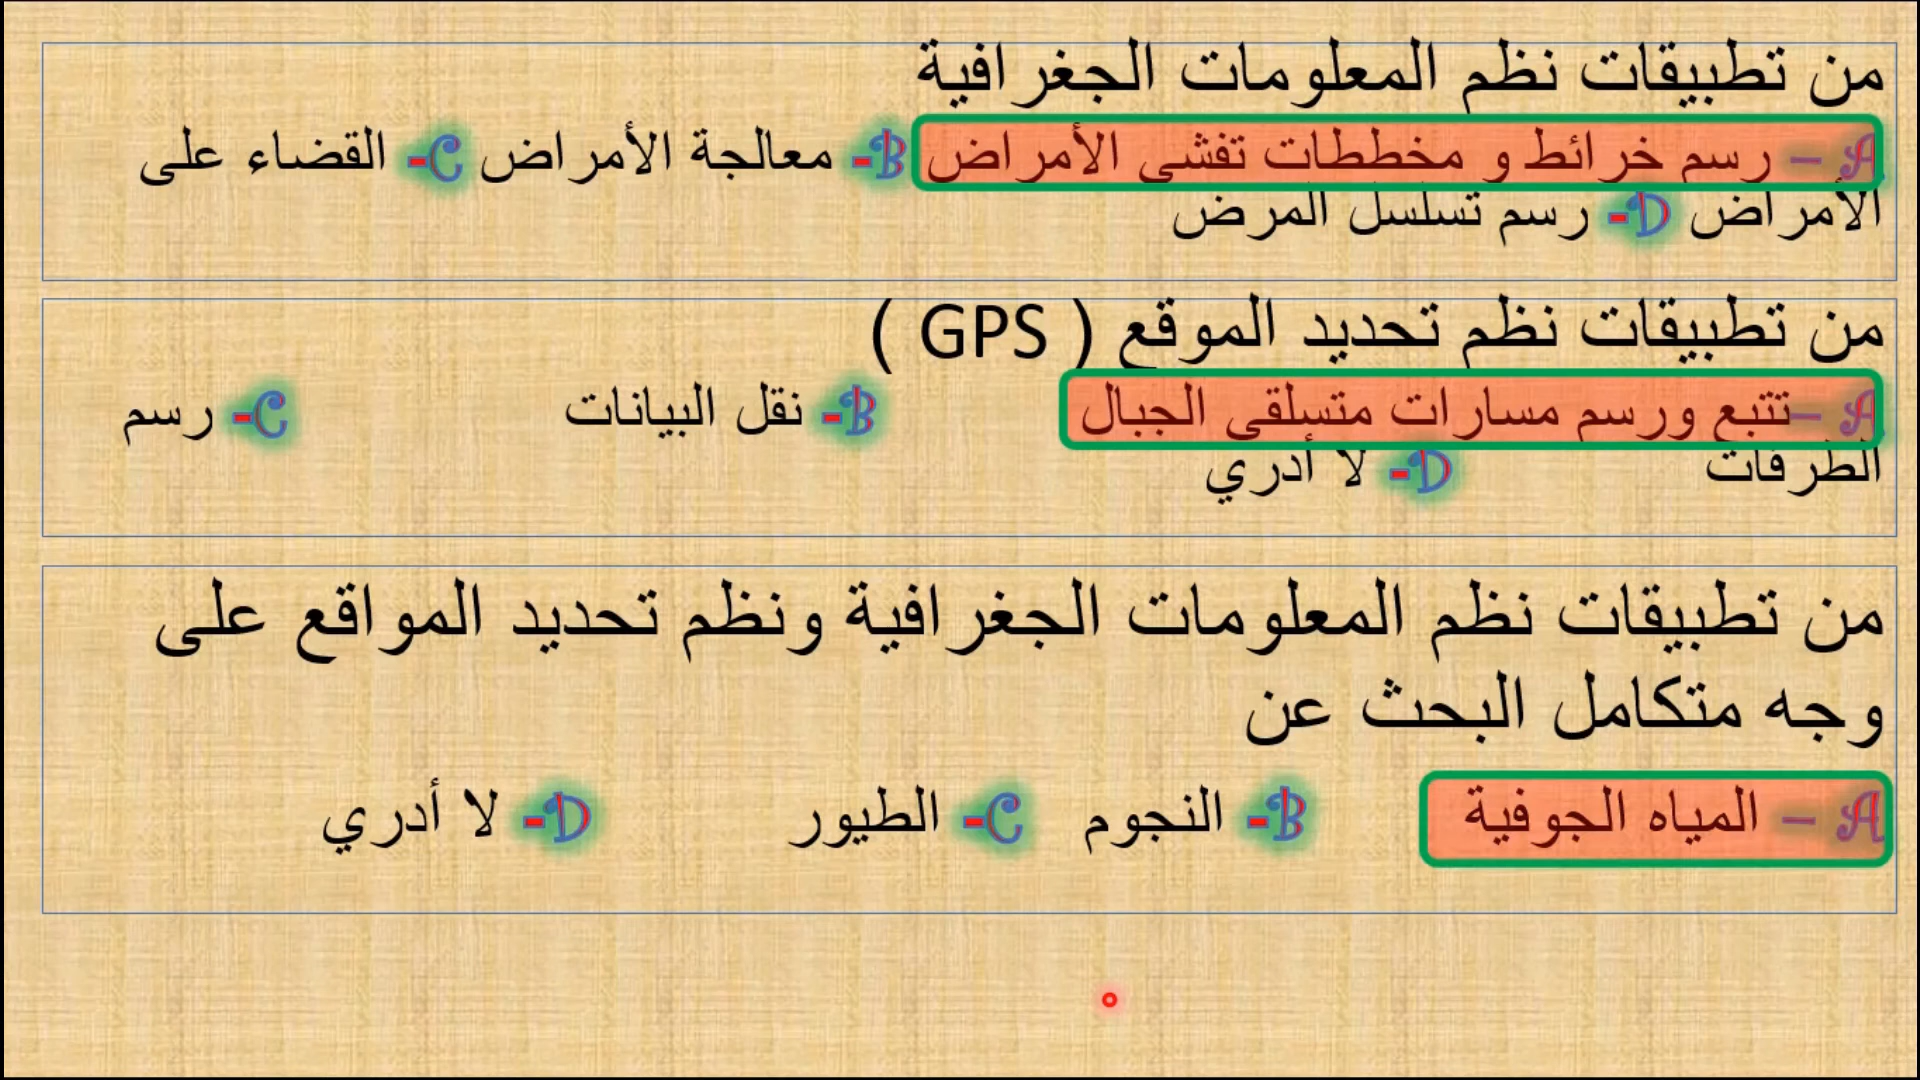 من تطبيقات نظم المعلومات الجغرافية
A – رسم خرائط و مخططات تفشي الأمراض B- معالجة الأمراض C- القضاء على
الأمراض D- رسم تسلسل المرض
من تطبيقات نظم تحديد الموقع ( GPS )
A –تتبع ورسم مسارات متسلقي الجبال B- نقل البيانات C- رسم
الطرقات D- لا أدري
من تطبيقات نظم المعلومات الجغرافية ونظم تحديد المواقع على
وجه متكامل البحث عن
A – المياه الجوفية B- النجوم C- الطيور D- لا أدري